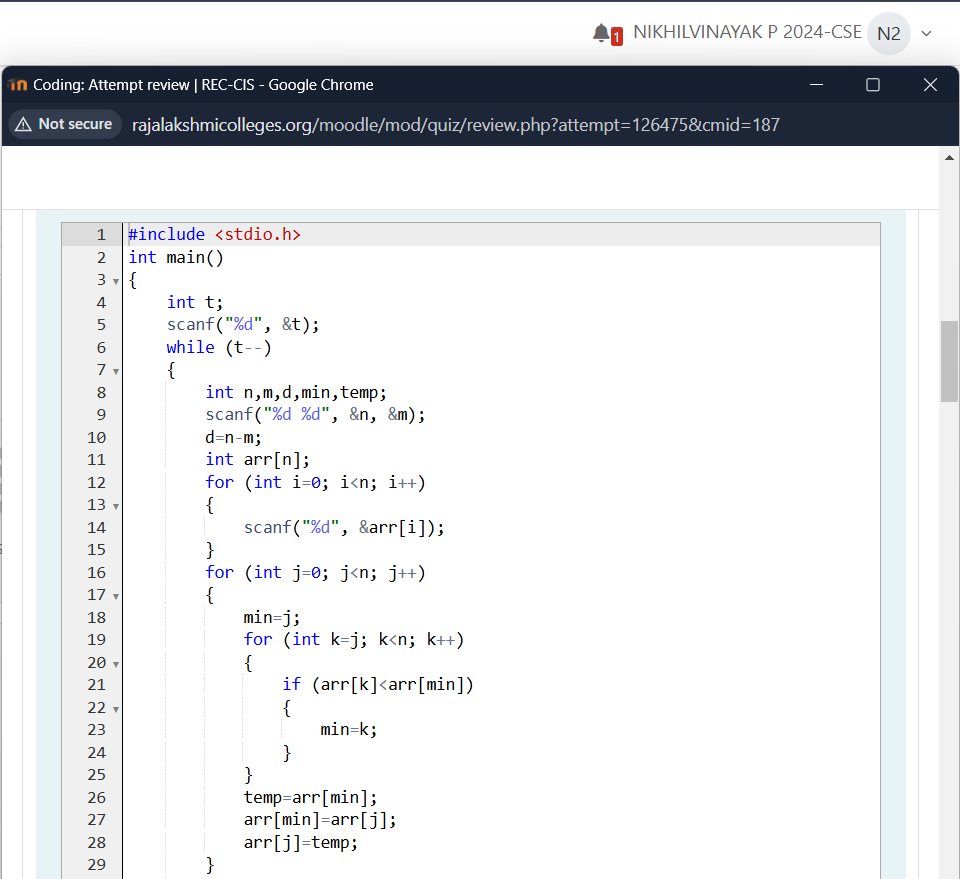 1
NIKHILVINAYAK P 2024-CSE
N2
Coding: Attempt review | REC-CIS - Google Chrome
Not secure
rajalakshmicolleges.org/moodle/mod/quiz/review.php?attempt=126475&cmid=187
1 #include <stdio.h>
2 int main()
3 {
4     int t;
5     scanf("%d", &t);
6     while (t--)
7     {
8         int n,m,d,min,temp;
9         scanf("%d %d", &n, &m);
10         d=n-m;
11         int arr[n];
12         for (int i=0; i<n; i++)
13         {
14             scanf("%d", &arr[i]);
15         }
16         for (int j=0; j<n; j++)
17         {
18             min=j;
19             for (int k=j; k<n; k++)
20             {
21                 if (arr[k]<arr[min])
22                 {
23                     min=k;
24                 }
25             }
26             temp=arr[min];
27             arr[min]=arr[j];
28             arr[j]=temp;
29         }